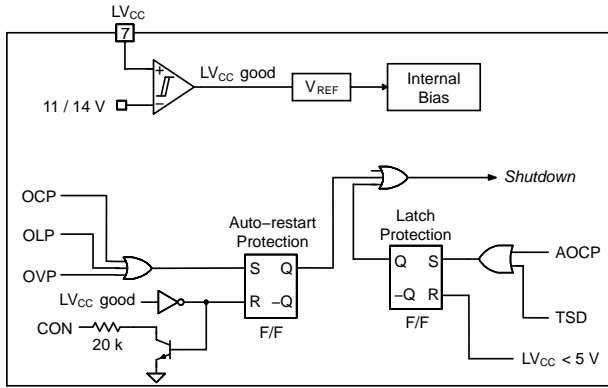 LVCC
7
+
−
LVCC good
11 / 14 V
VREF
Internal
Bias
Shutdown
OCP
OLP
OVP
Auto−restart
Protection
S Q
R −Q
F/F
LVCC good
CON
20 k
Latch
Protection
Q S
−Q R
F/F
AOCP
TSD
LVCC < 5 V